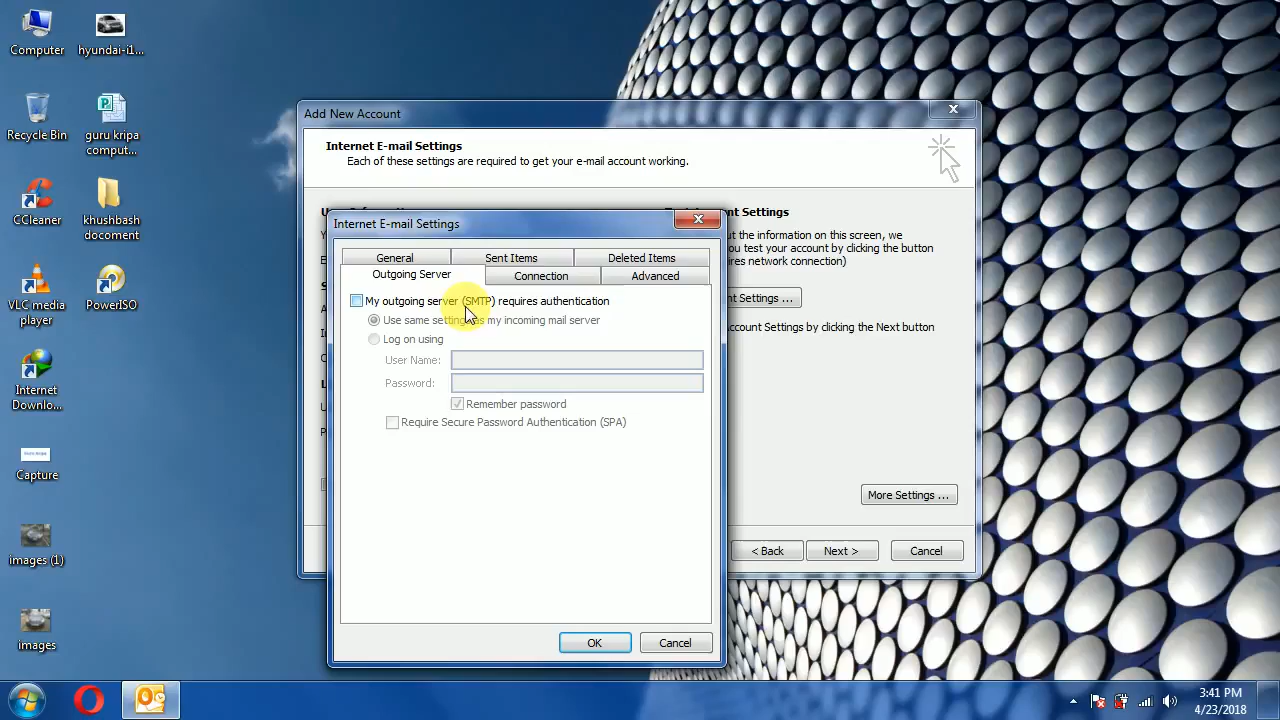 Computer
hyundai-i1...
Recycle Bin
guru kripa
comput...
CCleaner
khushbash
docoment
VLC media
player
PowerISO
Internet
Downlo...
Capture
images (1)
images
Add New Account
Internet E-mail Settings
Each of these settings are required to get your e-mail account working.
ount Settings
ut the information on this screen, we
you test your account by clicking the button
ires network connection)
nt Settings ...
Account Settings by clicking the Next button
More Settings ...
< Back
Next >
Cancel
Internet E-mail Settings
General
Sent Items
Deleted Items
Outgoing Server
Connection
Advanced
My outgoing server (SMTP) requires authentication
Use same settings as my incoming mail server
Log on using
User Name:
Password:
Remember password
Require Secure Password Authentication (SPA)
OK
Cancel
3:41 PM
4/23/2018